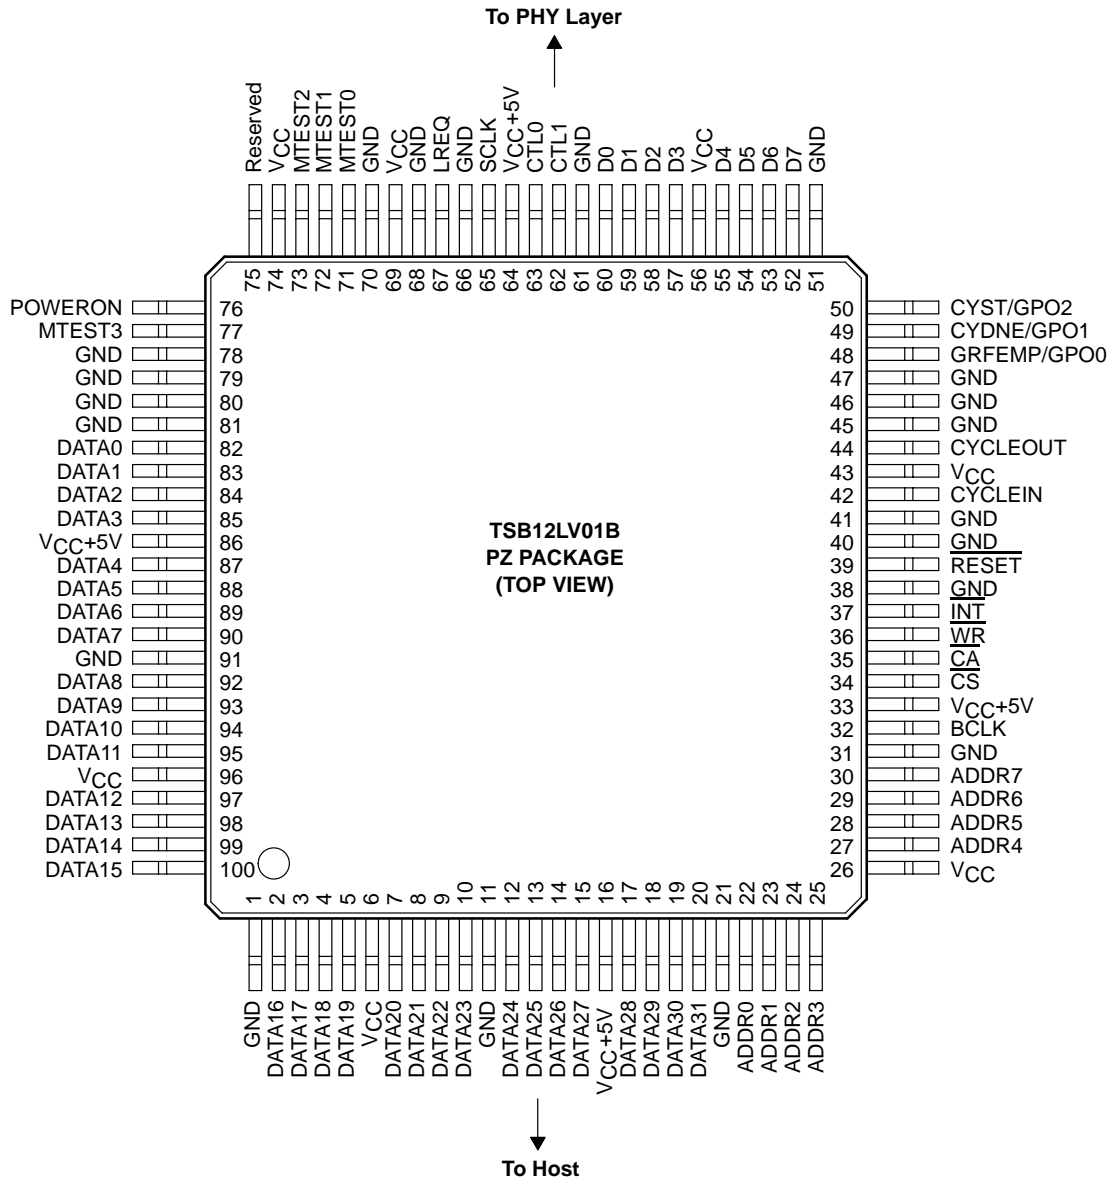 To PHY Layer
Reserved
VCC
MTEST2
MTEST1
MTEST0
GND
VCC
GND
LREQ
GND
SCLK
VCC+5V
CTL0
CTL1
GND
D0
D1
D2
D3
VCC
D4
D5
D6
D7
GND
75 74 73 72 71 70 69 68 67 66 65 64 63 62 61 60 59 58 57 56 55 54 53 52 51
POWERON 76
MTEST3 77
GND 78
GND 79
GND 80
GND 81
DATA0 82
DATA1 83
DATA2 84
DATA3 85
VCC+5V 86
DATA4 87
DATA5 88
DATA6 89
DATA7 90
GND 91
DATA8 92
DATA9 93
DATA10 94
DATA11 95
VCC 96
DATA12 97
DATA13 98
DATA14 99
DATA15 100
TSB12LV01B
PZ PACKAGE
(TOP VIEW)
50 CYST/GPO2
49 CYDNE/GPO1
48 GRFEMP/GPO0
47 GND
46 GND
45 GND
44 CYCLEOUT
43 VCC
42 CYCLEIN
41 GND
40 GND
39 RESET
38 GND
37 INT
36 WR
35 CA
34 CS
33 VCC+5V
32 BCLK
31 GND
30 ADDR7
29 ADDR6
28 ADDR5
27 ADDR4
26 VCC
1 2 3 4 5 6 7 8 9 10 11 12 13 14 15 16 17 18 19 20 21 22 23 24 25
GND
DATA16
DATA17
DATA18
DATA19
VCC
DATA20
DATA21
DATA22
DATA23
GND
DATA24
DATA25
DATA26
DATA27
VCC+5V
DATA28
DATA29
DATA30
DATA31
GND
ADDR0
ADDR1
ADDR2
ADDR3
To Host